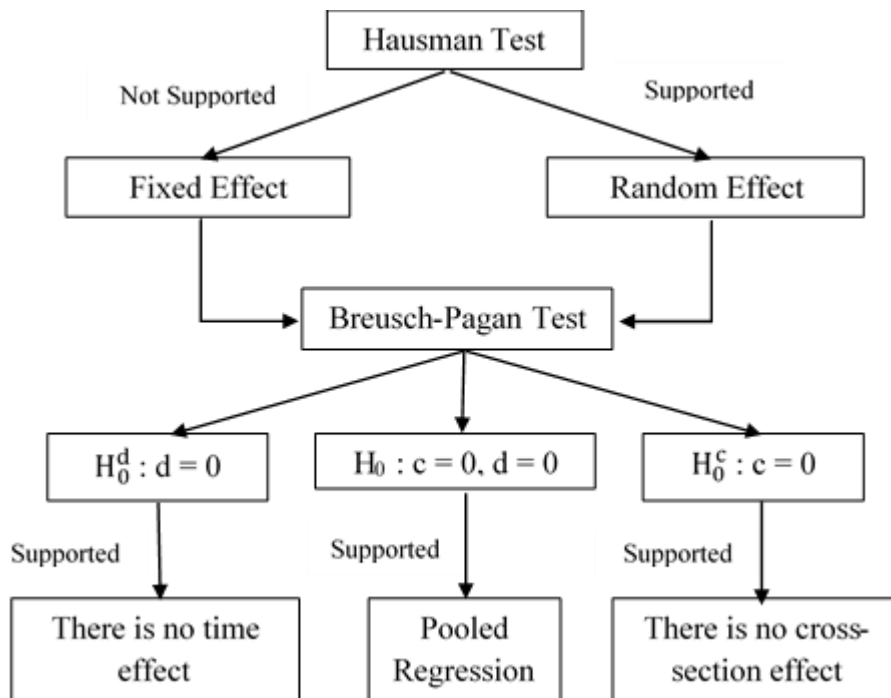 Hausman Test
Not Supported
Supported
Fixed Effect
Random Effect
Breusch-Pagan Test
H₀ᵈ : d = 0
H₀ : c = 0, d = 0
H₀ᶜ : c = 0
Supported
Supported
Supported
There is no time
effect
Pooled
Regression
There is no cross-
section effect